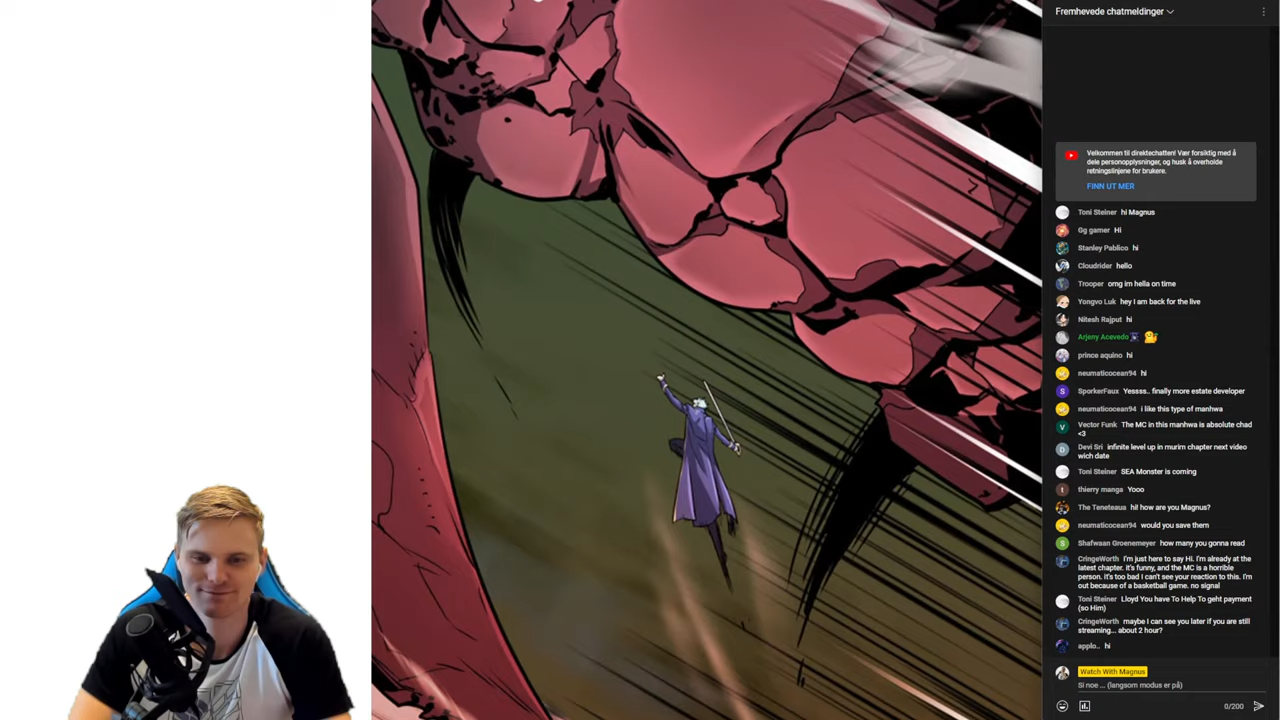 Fremhevede chatmeldinger
Velkommen til direktechatten! Vær forsiktig med å
dele personopplysninger, og husk å overholde
retningslinjene for brukere.
FINN UT MER
Toni Steiner hi Magnus
Gg gamer Hi
Stanley Pablico hi
Cloudrider hello
Trooper omg im hella on time
Yongvo Luk hey I am back for the live
Nitesh Rajput hi
Arjeny Acevedo
prince aquino hi
neumaticocean94 hi
S SporkerFaux Yessss.. finally more estate developer
neumaticocean94 i like this type of manhwa
V Vector Funk The MC in this manhwa is absolute chad
<3
Devi Sri infinite level up in murim chapter next video
wich date
Toni Steiner SEA Monster is coming
t thierry manga Yooo
The Teneteaua hi! how are you Magnus?
neumaticocean94 would you save them
S Shafwaan Groenemeyer how many you gonna read
CringeWorth I'm just here to say Hi. I'm already at the
latest chapter. it's funny, and the MC is a horrible
person. it's too bad I can't see your reaction to this. I'm
out because of a basketball game. no signal
Toni Steiner Lloyd You have To Help To geht payment
(so Him)
CringeWorth maybe I can see you later if you are still
streaming... about 2 hour?
applo.. hi
Watch With Magnus
Si noe ... (langsom modus er på)
0/200